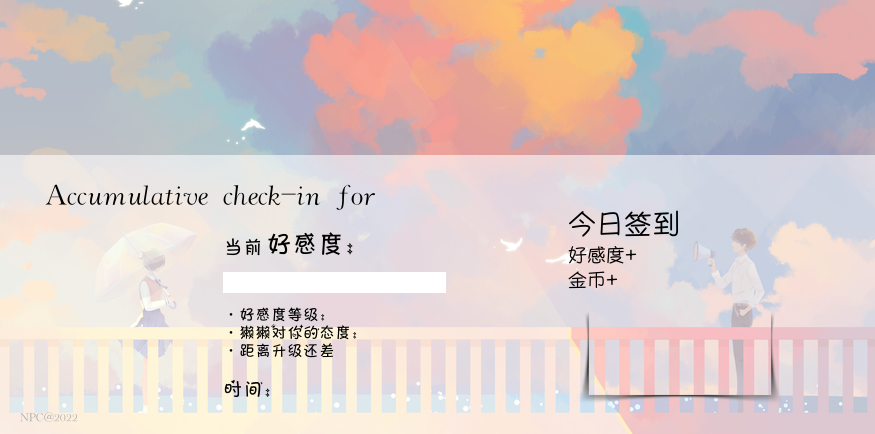 Accumulative check-in for
当前 好感度：
· 好感度等级：
· 獭獭对你的态度：
· 距离升级还差
时间：
今日签到
好感度+
金币+
NPC@2022